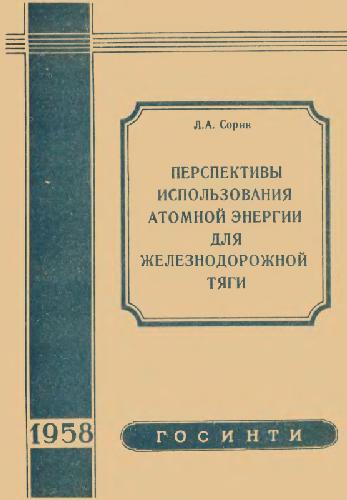 Л.А. Сорин
ПЕРСПЕКТИВЫ
ИСПОЛЬЗОВАНИЯ
АТОМНОЙ ЭНЕРГИИ
ДЛЯ
ЖЕЛЕЗНОДОРОЖНОЙ
ТЯГИ
1958
ГОСИНТИ